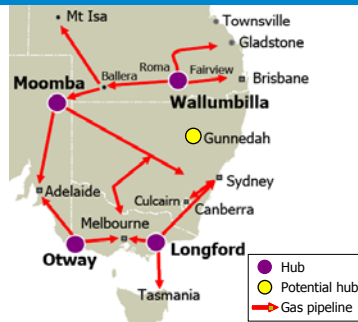 Mt Isa
Townsville
Gladstone
Roma
Fairview
Ballera
Brisbane
Moomba
Wallumbilla
Gunnedah
Sydney
Adelaide
Culcairn
Canberra
Melbourne
Otway
Longford
Tasmania
Hub
Potential hub
Gas pipeline